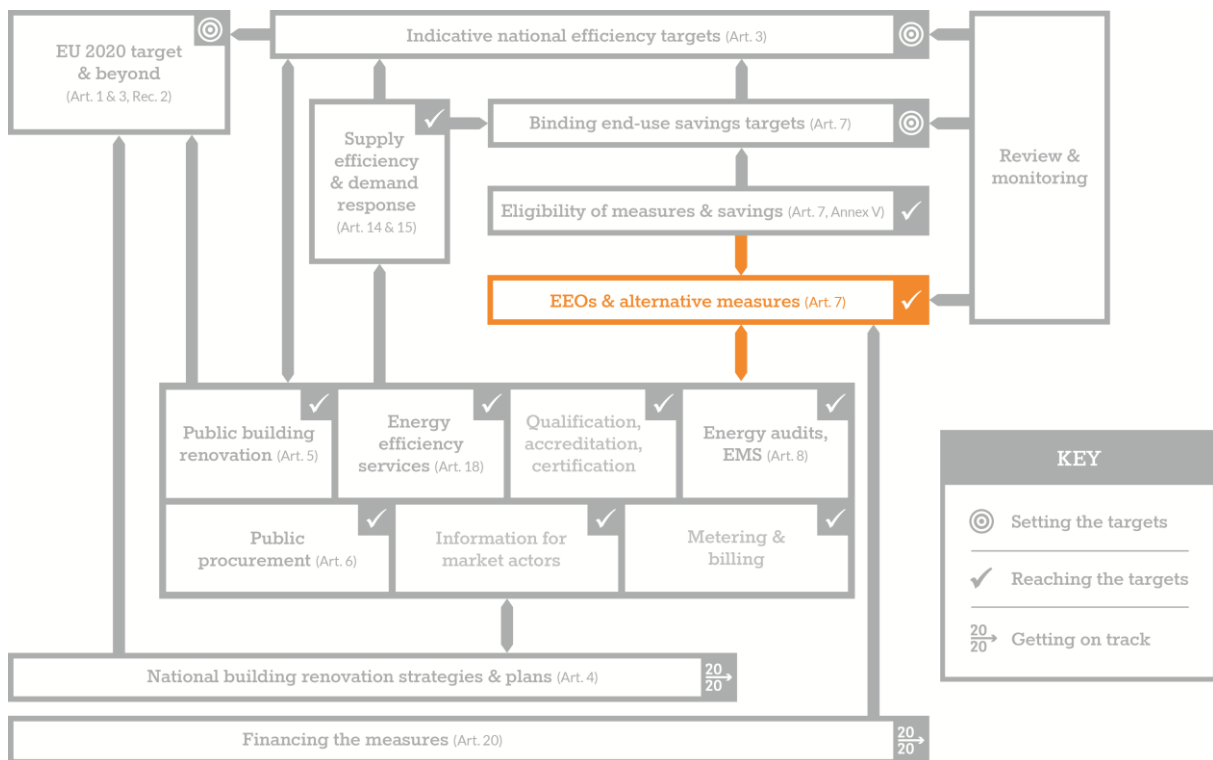 EU 2020 target
& beyond
(Art. 1 & 3, Rec. 2)
Indicative national efficiency targets (Art. 3)
Supply
efficiency
& demand
response
(Art. 14 & 15)
Binding end-use savings targets (Art. 7)
Eligibility of measures & savings (Art. 7, Annex V)
EEOs & alternative measures (Art. 7)
Review &
monitoring
Public building
renovation (Art. 5)
Energy
efficiency
services (Art. 18)
Qualification,
accreditation,
certification
Energy audits,
EMS (Art. 8)
Public
procurement (Art. 6)
Information for
market actors
Metering &
billing
National building renovation strategies & plans (Art. 4)
20
20
Financing the measures (Art. 20)
20
20
KEY
Setting the targets
Reaching the targets
20
20
Getting on track